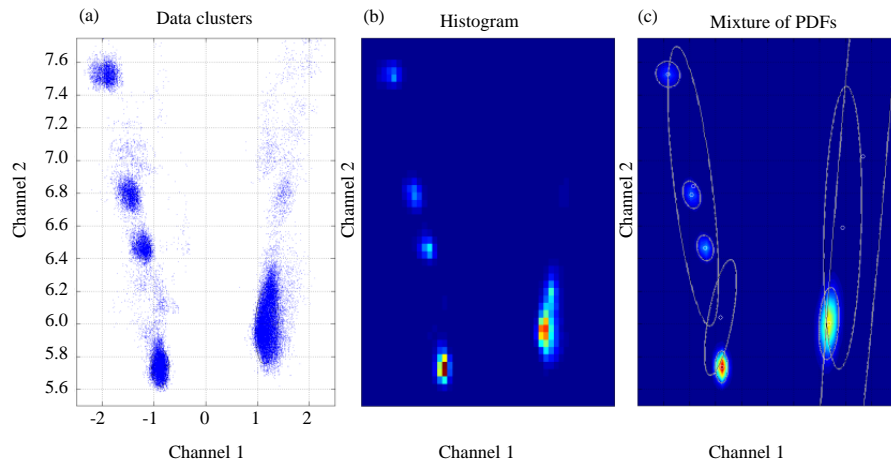 (a) Data clusters
7.6
7.4
7.2
7.0
6.8
6.6
6.4
6.2
6.0
5.8
5.6
Channel 2
-2 -1 0 1 2
Channel 1
(b) Histogram
Channel 2
Channel 1
(c) Mixture of PDFs
Channel 2
Channel 1